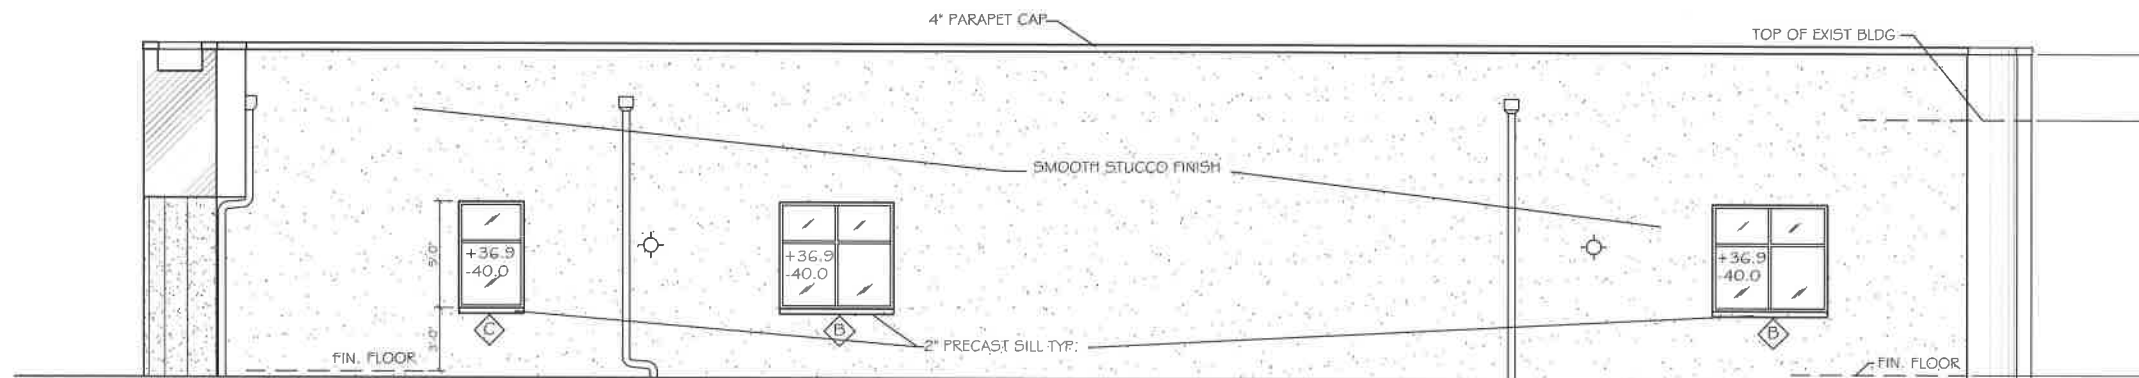 4" PARAPET CAP
TOP OF EXIST BLDG
SMOOTH STUCCO FINISH
5'0"
+36.9
-40.0
+36.9
-40.0
+36.9
-40.0
C
B
B
3'0"
2" PRECAST SILL TYP.
FIN. FLOOR
FIN. FLOOR